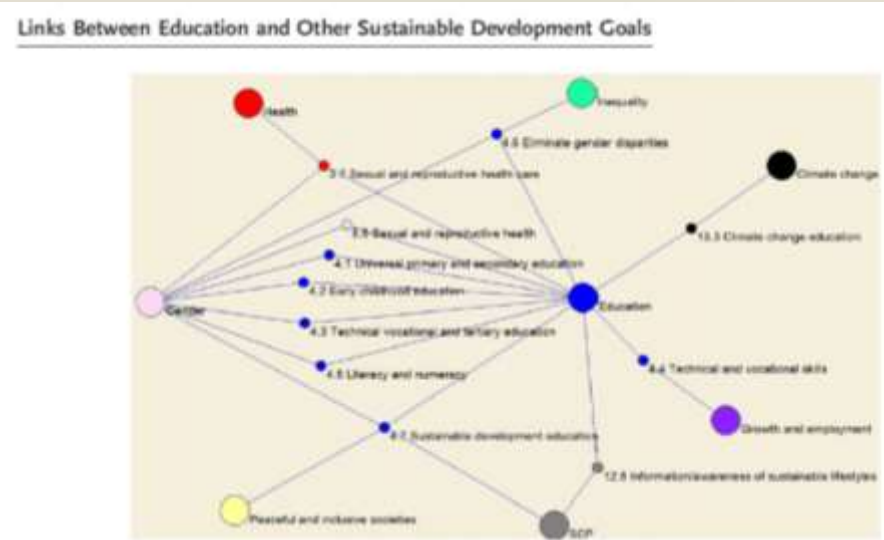 Links Between Education and Other Sustainable Development Goals
Health
Inequality
4.5 Eliminate gender disparities
Climate change
Sexual and reproductive health care
13.3 Climate change education
5.6 Sexual and reproductive health
4.1 Universal primary and secondary education
4.2 Early childhood education
Gender
Education
4.3 Technical vocational and tertiary education
4.4 Technical and vocational skills
4.6 Literacy and numeracy
Growth and employment
4.7 Sustainable development education
12.8 Information/awareness of sustainable lifestyles
Peaceful and inclusive societies
SCP